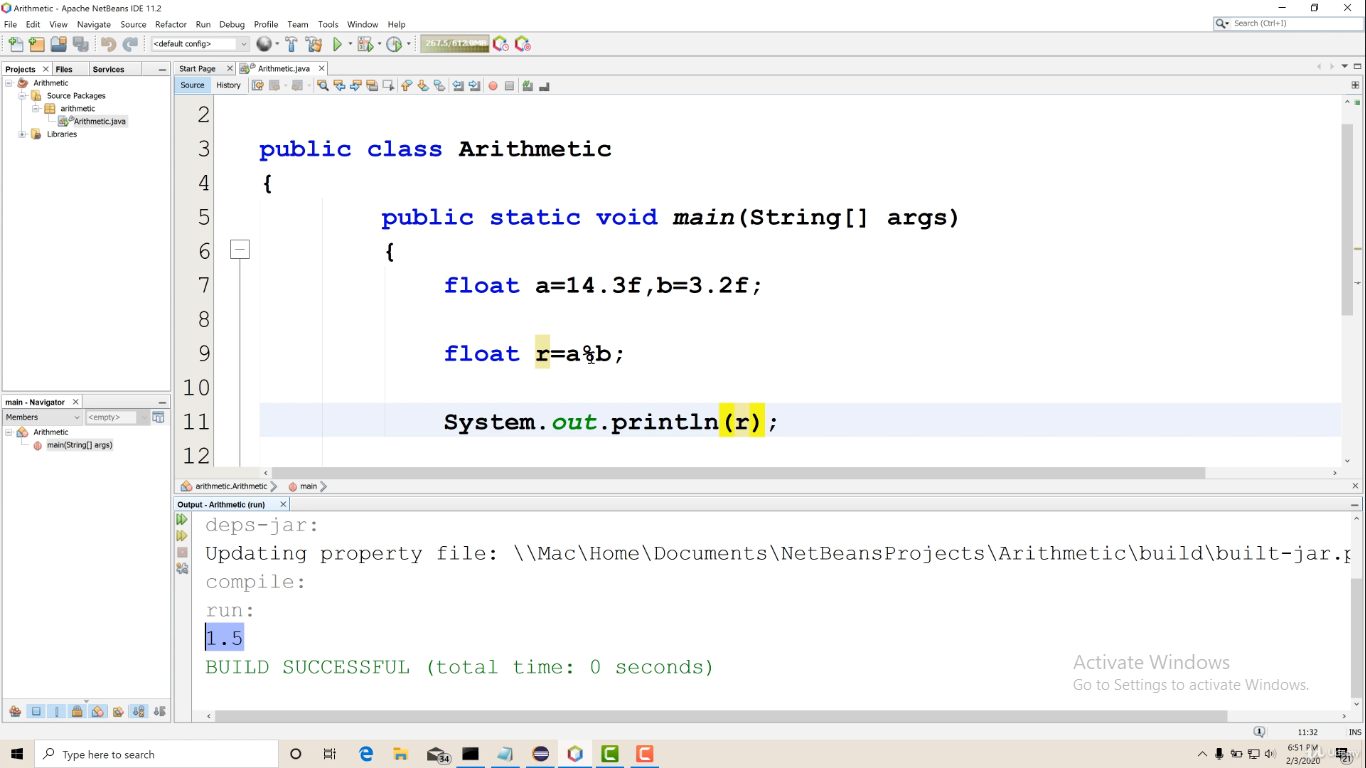 Arithmetic - Apache NetBeans IDE 11.2
File Edit View Navigate Source Refactor Run Debug Profile Team Tools Window Help
Search (Ctrl+I)
<default config>
267.5/612.0MB
Projects Files Services
Start Page Arithmetic.java
Source History
Arithmetic
Source Packages
arithmetic
Arithmetic.java
Libraries
2
3 public class Arithmetic
4 {
5 public static void main(String[] args)
6 {
7 float a=14.3f,b=3.2f;
8
9 float r=a%b;
10
11 System.out.println(r);
12
main - Navigator
Members <empty>
Arithmetic
main(String[] args)
arithmetic.Arithmetic main
Output - Arithmetic (run)
deps-jar:
Updating property file: \\Mac\Home\Documents\NetBeansProjects\Arithmetic\build\built-jar.p
compile:
run:
1.5
BUILD SUCCESSFUL (total time: 0 seconds)
Activate Windows
Go to Settings to activate Windows.
11:32 INS
Type here to search
34
6:51 PM
2/3/2020
21